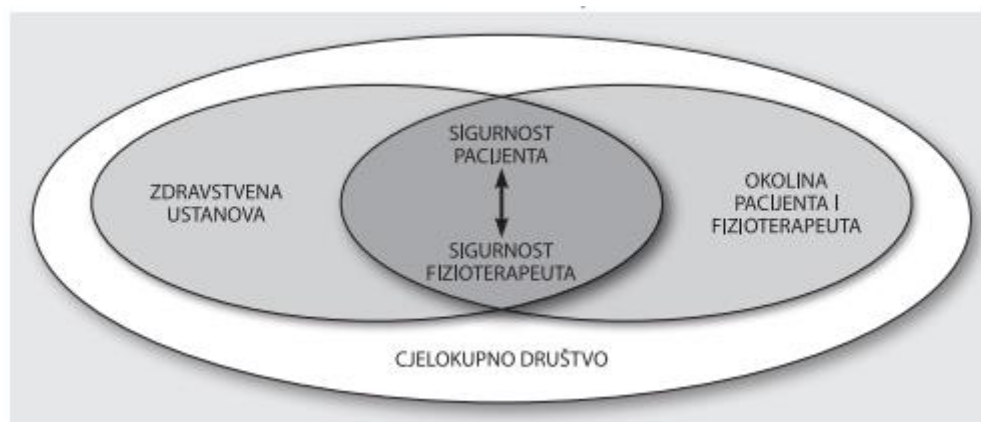 SIGURNOST
PACIJENTA
ZDRAVSTVENA
USTANOVA
OKOLINA
PACIJENTA I
FIZIOTERAPEUTA
SIGURNOST
FIZIOTERAPEUTA
CJELOKUPNO DRUŠTVO